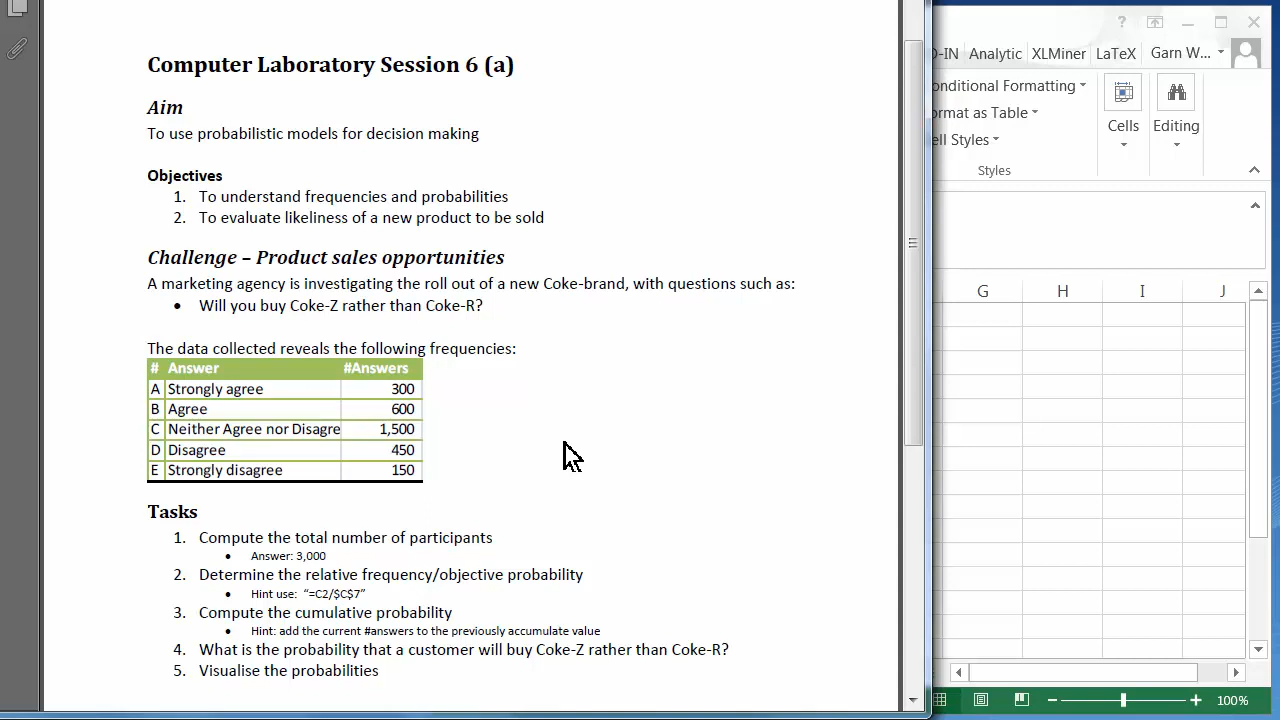 Computer Laboratory Session 6 (a)
Aim
To use probabilistic models for decision making
Objectives
1. To understand frequencies and probabilities
2. To evaluate likeliness of a new product to be sold
Challenge – Product sales opportunities
A marketing agency is investigating the roll out of a new Coke-brand, with questions such as:
• Will you buy Coke-Z rather than Coke-R?
The data collected reveals the following frequencies:
# Answer #Answers
A Strongly agree 300
B Agree 600
C Neither Agree nor Disagre 1,500
D Disagree 450
E Strongly disagree 150
Tasks
1. Compute the total number of participants
• Answer: 3,000
2. Determine the relative frequency/objective probability
• Hint use: “=C2/$C$7”
3. Compute the cumulative probability
• Hint: add the current #answers to the previously accumulate value
4. What is the probability that a customer will buy Coke-Z rather than Coke-R?
5. Visualise the probabilities
?
D-IN Analytic XLMiner LaTeX Garn W...
onditional Formatting
ormat as Table
ell Styles
Cells
Editing
Styles
G H I J
100%